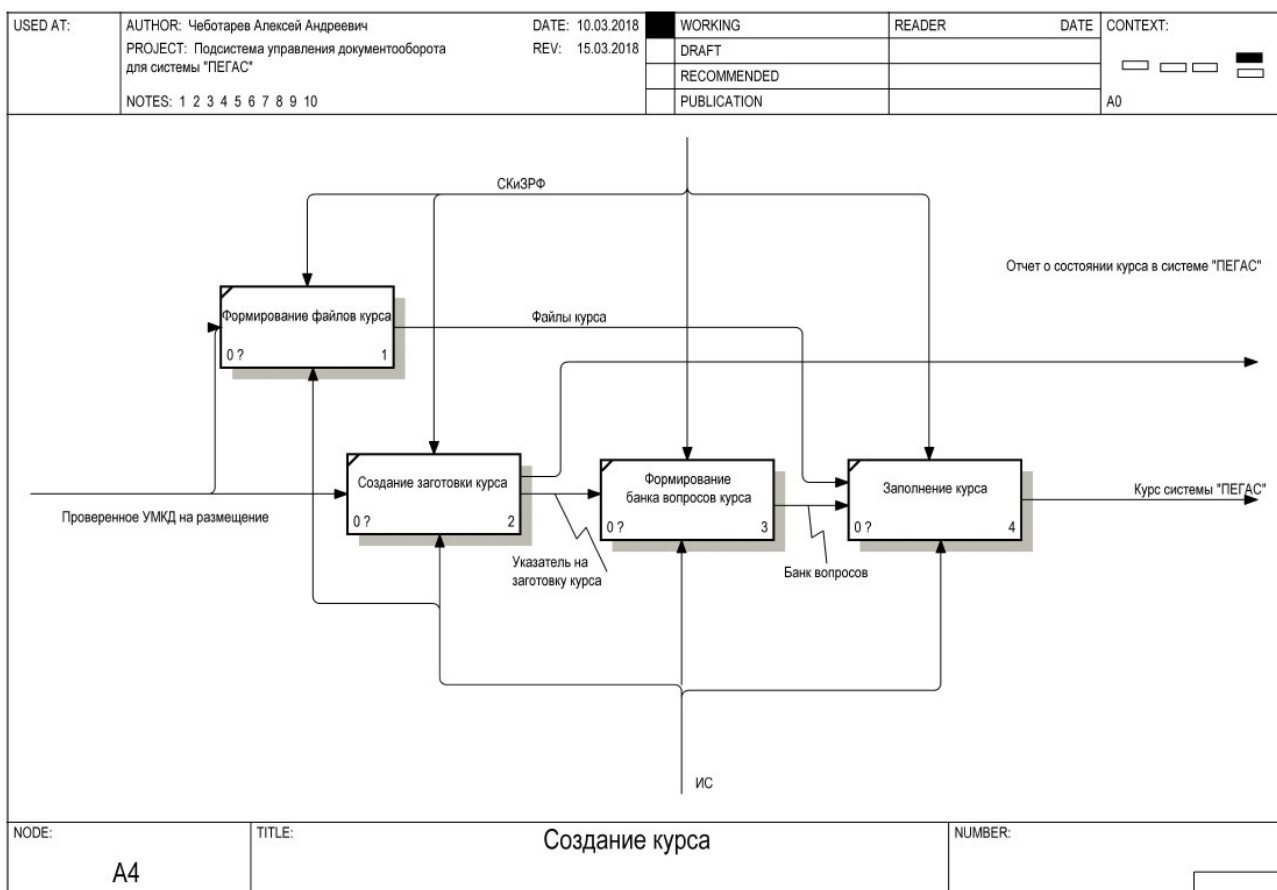 USED AT:
AUTHOR: Чеботарев Алексей Андреевич
DATE: 10.03.2018
PROJECT: Подсистема управления документооборота
для системы "ПЕГАС"
REV: 15.03.2018
NOTES: 1 2 3 4 5 6 7 8 9 10
WORKING
DRAFT
RECOMMENDED
PUBLICATION
READER DATE
CONTEXT:
A0
СКиЗРФ
Отчет о состоянии курса в системе "ПЕГАС"
Формирование файлов курса
0 ? 1
Файлы курса
Создание заготовки курса
0 ? 2
Формирование
банка вопросов курса
0 ? 3
Заполнение курса
0 ? 4
Курс системы "ПЕГАС"
Проверенное УМКД на размещение
Указатель на
заготовку курса
Банк вопросов
ИС
NODE:
A4
TITLE:
Создание курса
NUMBER: